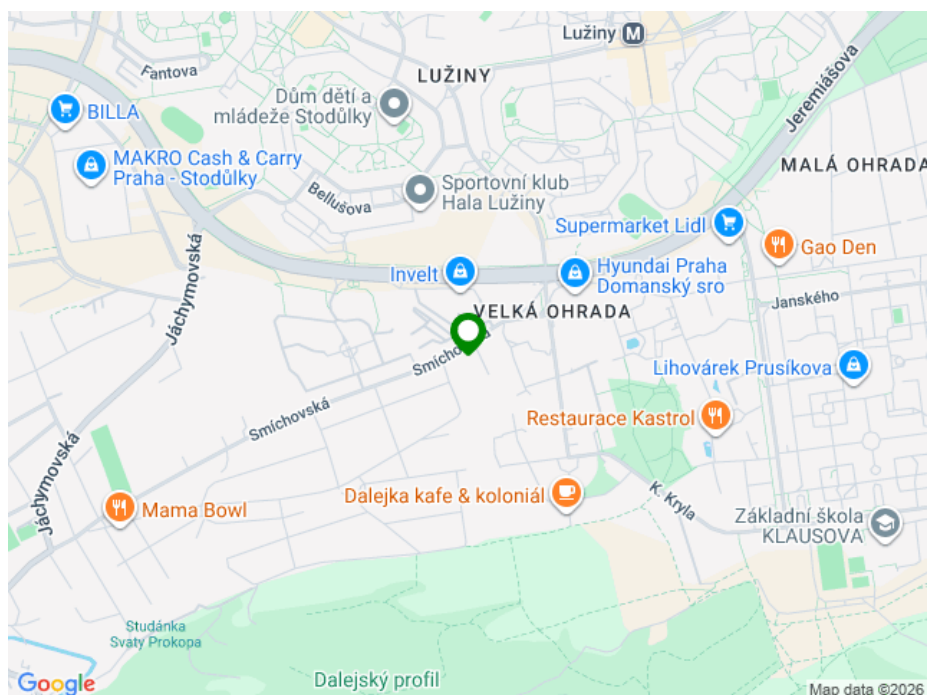 Lužiny
Fantova
LUŽINY
Jeremiášova
Dům dětí a
mládeže Stodůlky
BILLA
MAKRO Cash & Carry
Praha - Stodůlky
MALÁ OHRADA
Bellušova
Sportovní klub
Hala Lužiny
Supermarket Lidl
Gao Den
Jáchymovská
Invelt
Hyundai Praha
Domanský sro
Janského
VELKÁ OHRADA
Smíchovská
Lihovárek Prusíkova
Smíchovská
Restaurace Kastrol
Jáchymovská
Mama Bowl
Dalejka kafe & koloniál
K. Kryla
Základní škola
KLAUSOVA
Studánka
Svaty Prokopa
Dalejský profil
Google
Map data ©2026